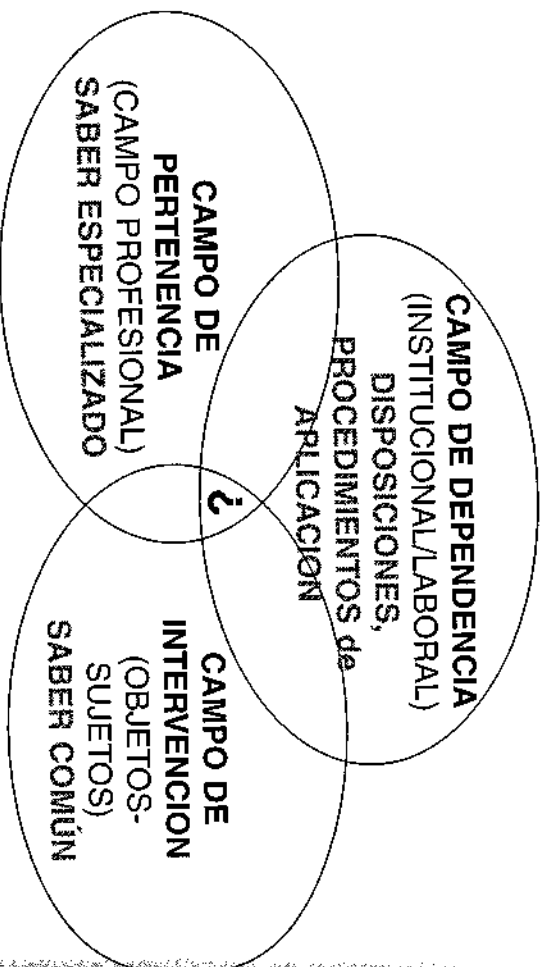 CAMPO DE DEPENDENCIA
(INSTITUCIONAL/LABORAL)
DISPOSICIONES,
PROCEDIMIENTOS de
APLICACION
CAMPO DE
PERTENENCIA
(CAMPO PROFESIONAL)
SABER ESPECIALIZADO
¿
CAMPO DE
INTERVENCION
(OBJETOS-
SUJETOS)
SABER COMÚN